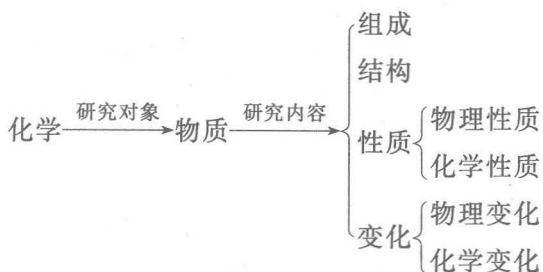 组成
结构
化学 研究对象 物质 研究内容
性质 物理性质
化学性质
变化 物理变化
化学变化